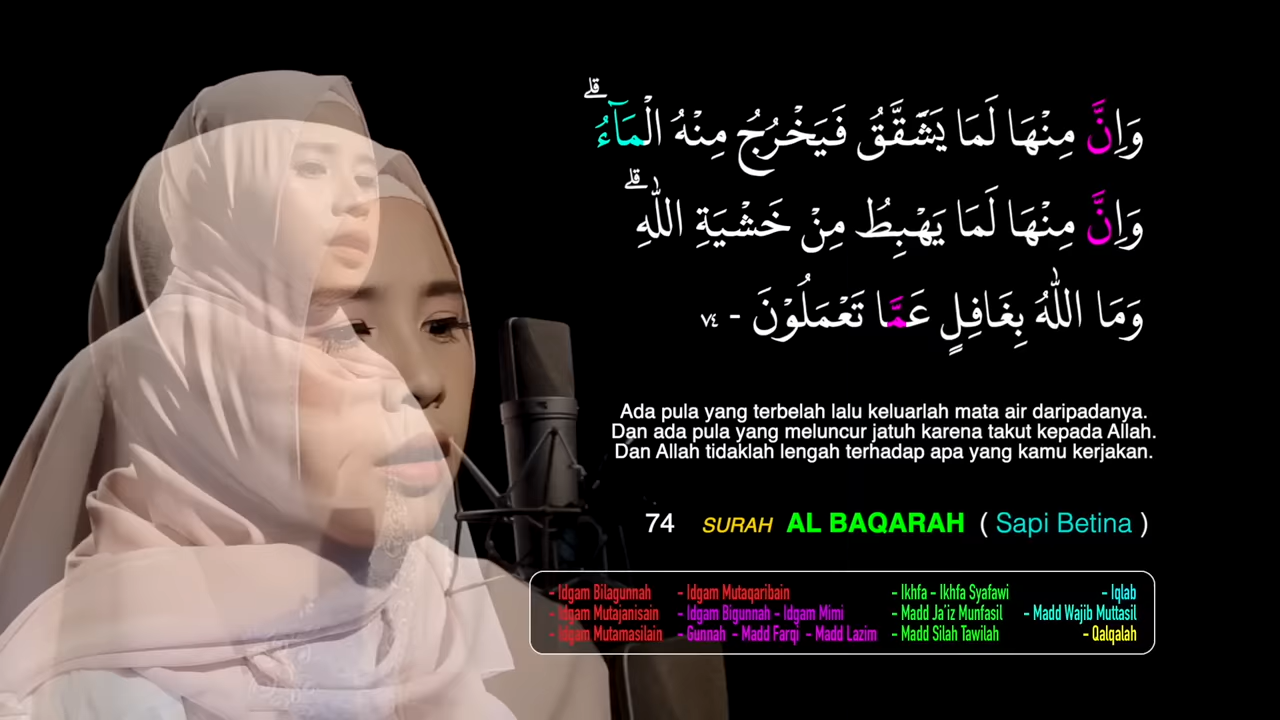 وَاِنَّ مِنْهَا لَمَا يَشَّقَّقُ فَيَخْرُجُ مِنْهُ الْمَاۤءُ ۗ
وَاِنَّ مِنْهَا لَمَا يَهْبِطُ مِنْ خَشْيَةِ اللّٰهِ ۗ
وَمَا اللّٰهُ بِغَافِلٍ عَمَّا تَعْمَلُوْنَ - ٧٤
Ada pula yang terbelah lalu keluarlah mata air daripadanya.
Dan ada pula yang meluncur jatuh karena takut kepada Allah.
Dan Allah tidaklah lengah terhadap apa yang kamu kerjakan.
74 SURAH AL BAQARAH ( Sapi Betina )
- Idgam Bilagunnah - Idgam Mutaqaribain - Ikhfa - Ikhfa Syafawi - Iqlab
- Idgam Mutajanisain - Idgam Bigunnah - Idgam Mimi - Madd Ja'iz Munfasil - Madd Wajib Muttasil
- Idgam Mutamasilain - Gunnah - Madd Farqi - Madd Lazim - Madd Silah Tawilah - Qalqalah